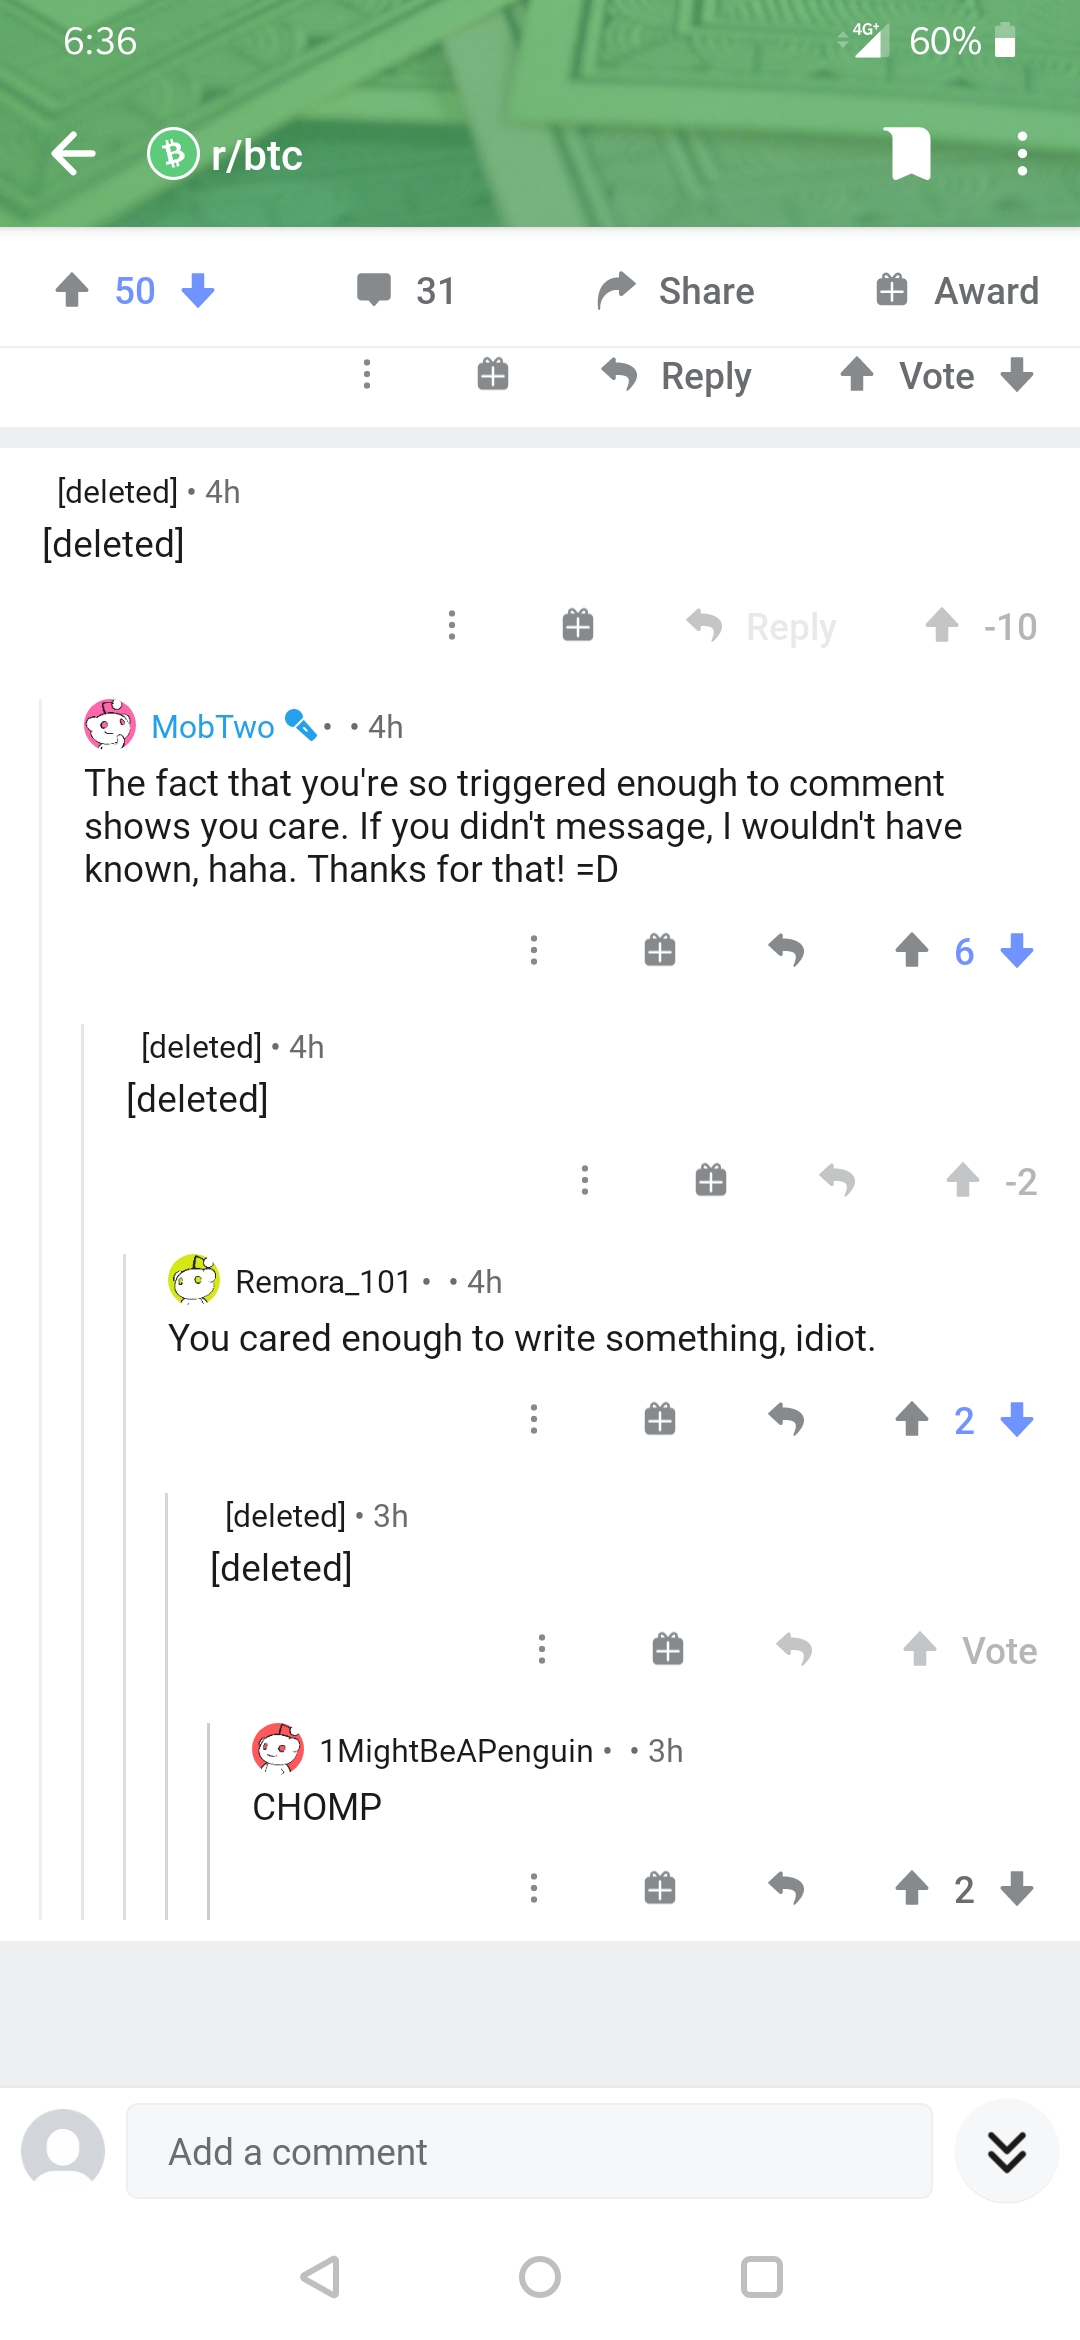 6:36
4G+ 60%
r/btc
50 31 Share Award
Reply Vote
[deleted] • 4h
[deleted]
Reply -10
MobTwo • • 4h
The fact that you're so triggered enough to comment
shows you care. If you didn't message, I wouldn't have
known, haha. Thanks for that! =D
6
[deleted] • 4h
[deleted]
-2
Remora_101 • • 4h
You cared enough to write something, idiot.
2
[deleted] • 3h
[deleted]
Vote
1MightBeAPenguin • • 3h
CHOMP
2
Add a comment